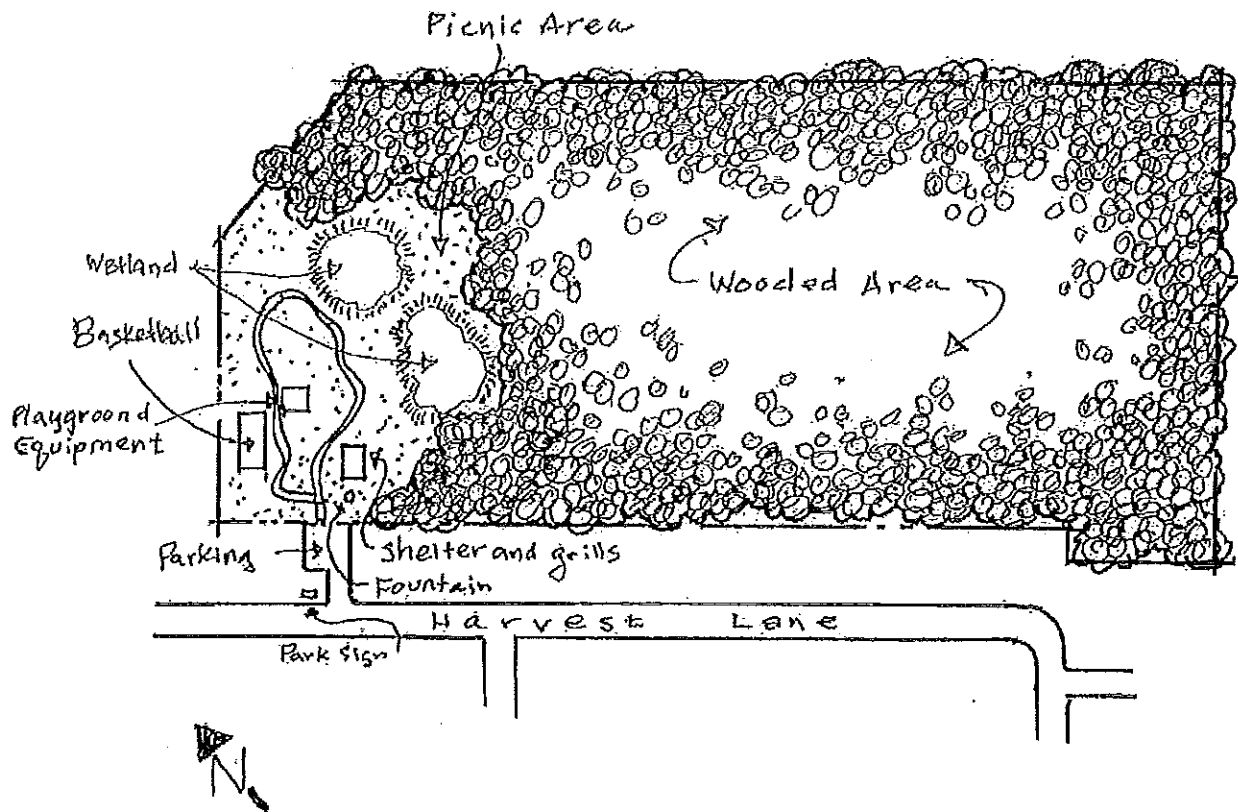 Picnic Area
Wetland
Wooded Area
Basketball
Playground
Equipment
Parking
Shelter and grills
Fountain
Harvest Lane
Park Sign
N